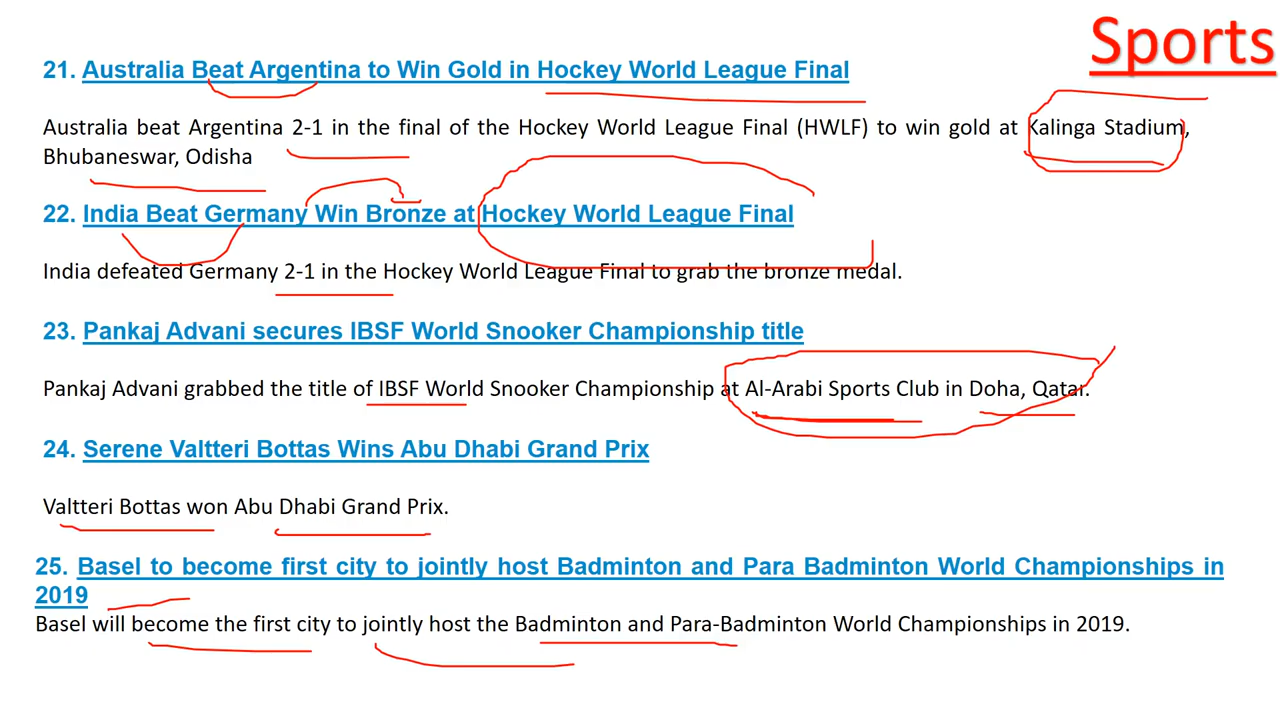 Sports
21. Australia Beat Argentina to Win Gold in Hockey World League Final
Australia beat Argentina 2-1 in the final of the Hockey World League Final (HWLF) to win gold at Kalinga Stadium,
Bhubaneswar, Odisha
22. India Beat Germany Win Bronze at Hockey World League Final
India defeated Germany 2-1 in the Hockey World League Final to grab the bronze medal.
23. Pankaj Advani secures IBSF World Snooker Championship title
Pankaj Advani grabbed the title of IBSF World Snooker Championship at Al-Arabi Sports Club in Doha, Qatar.
24. Serene Valtteri Bottas Wins Abu Dhabi Grand Prix
Valtteri Bottas won Abu Dhabi Grand Prix.
25. Basel to become first city to jointly host Badminton and Para Badminton World Championships in
2019
Basel will become the first city to jointly host the Badminton and Para-Badminton World Championships in 2019.